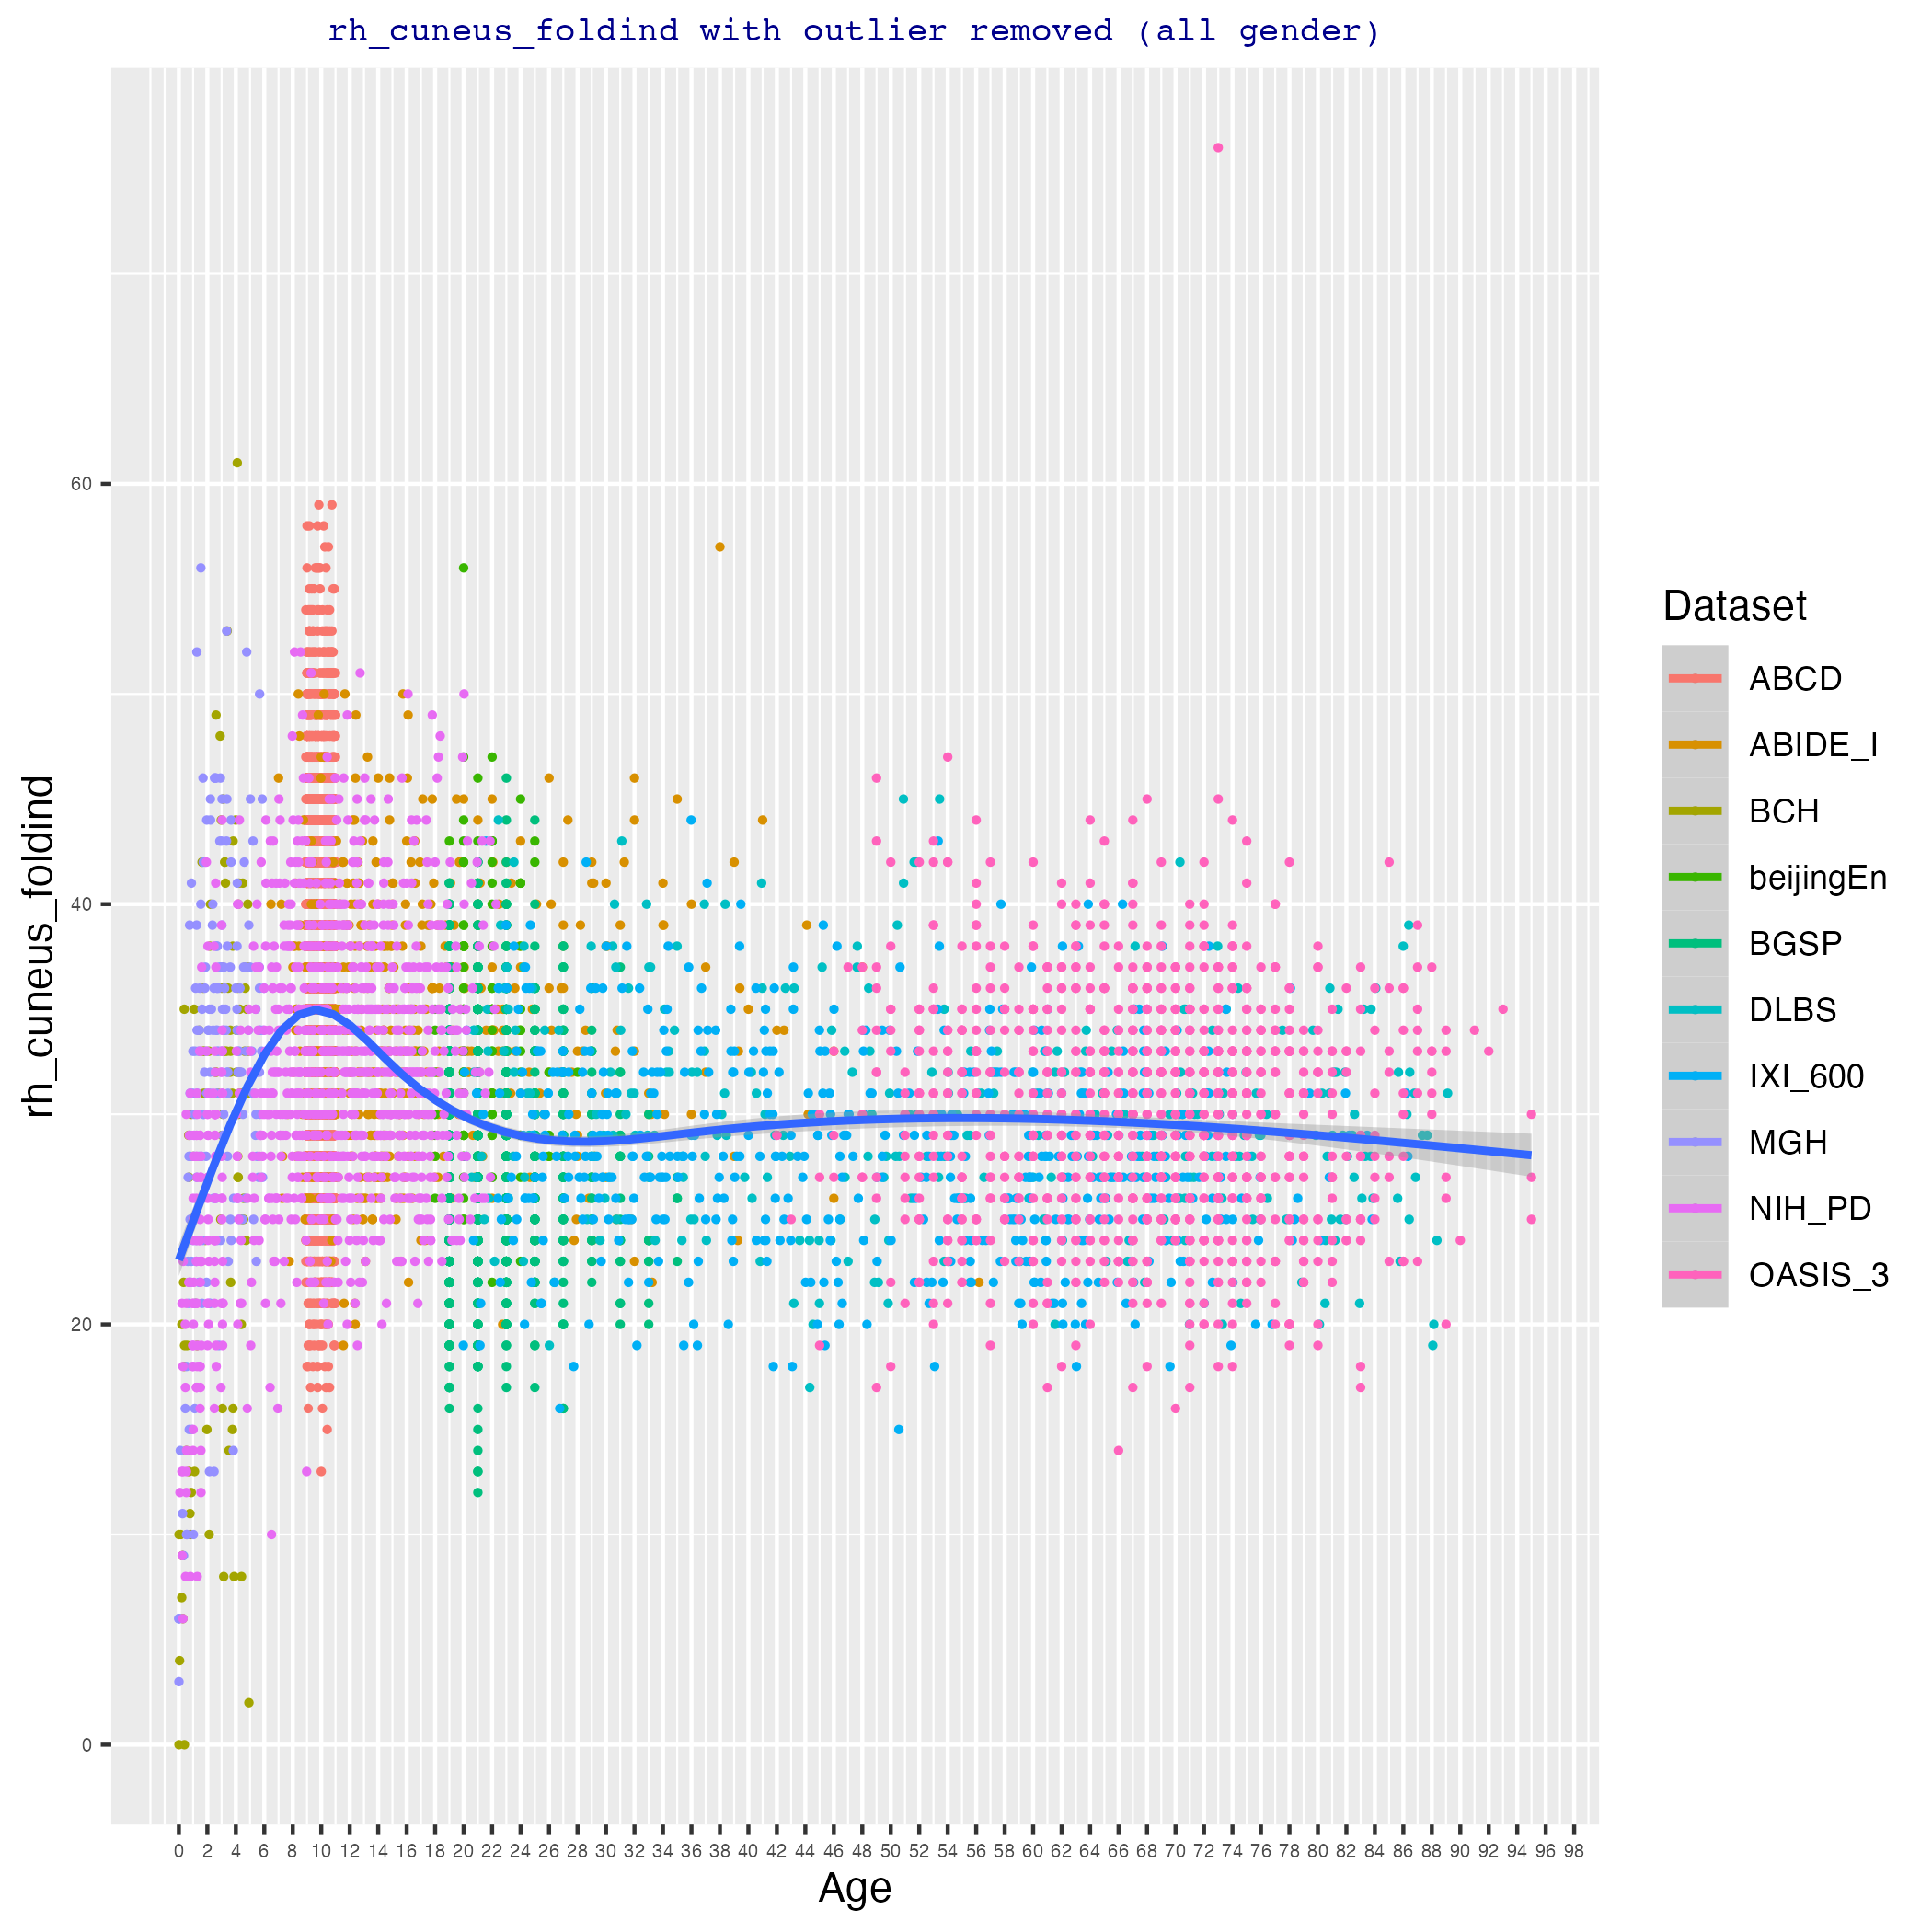 rh_cuneus_foldind with outlier removed (all gender)
rh_cuneus_foldind
60
40
20
0
0 2 4 6 8 10 12 14 16 18 20 22 24 26 28 30 32 34 36 38 40 42 44 46 48 50 52 54 56 58 60 62 64 66 68 70 72 74 76 78 80 82 84 86 88 90 92 94 96 98
Age
Dataset
ABCD
ABIDE_I
BCH
beijingEn
BGSP
DLBS
IXI_600
MGH
NIH_PD
OASIS_3